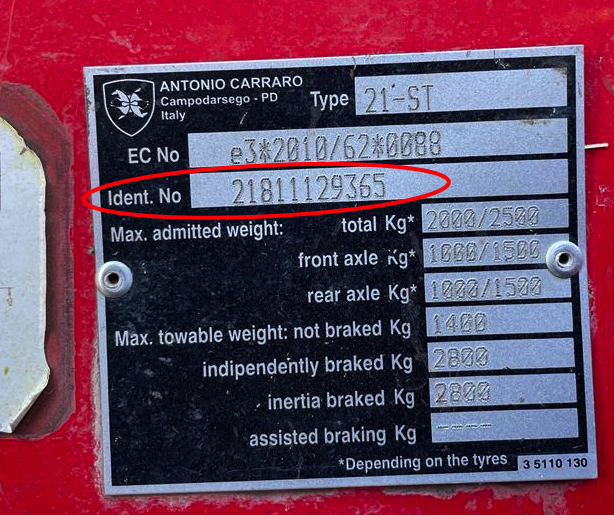 ANTONIO CARRARO
Campodarsego - PD
Italy
Type 21-ST
EC No e3*2010/62*0088
Ident. No 21811129365
Max. admitted weight: total Kg* 2000/2500
front axle Kg* 1000/1500
rear axle Kg* 1000/1500
Max. towable weight: not braked Kg 1400
indipendently braked Kg 2800
inertia braked Kg 2800
assisted braking Kg ----
*Depending on the tyres 3 5110 130